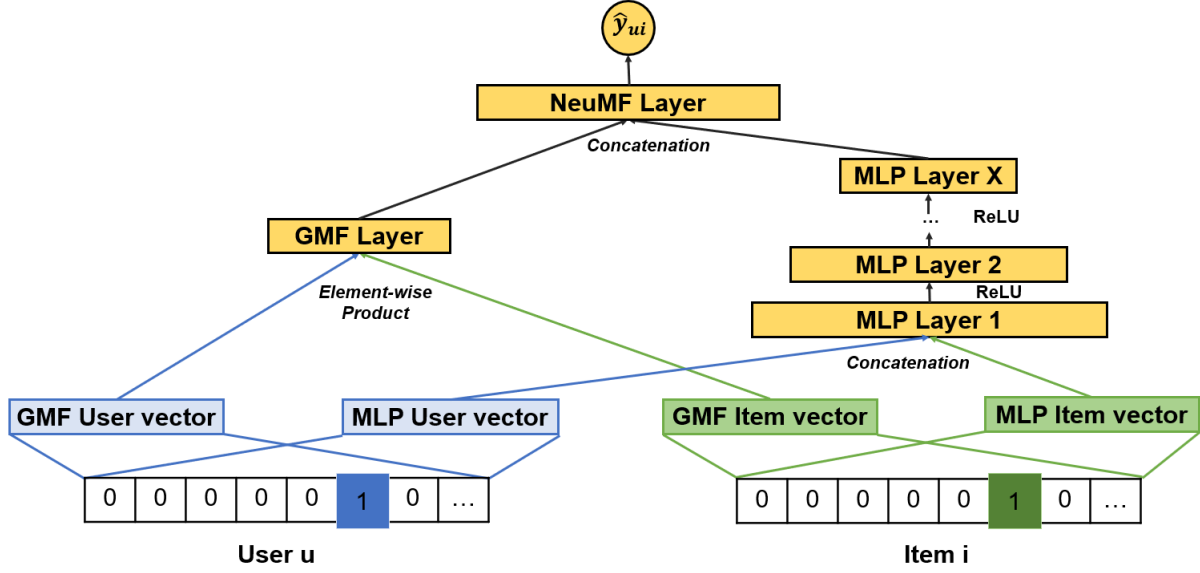 ŷui
NeuMF Layer
Concatenation
MLP Layer X
... ReLU
GMF Layer
MLP Layer 2
Element-wise
Product
ReLU
MLP Layer 1
Concatenation
GMF User vector MLP User vector GMF Item vector MLP Item vector
0 0 0 0 0 1 0 ... 0 0 0 0 0 1 0 ...
User u Item i